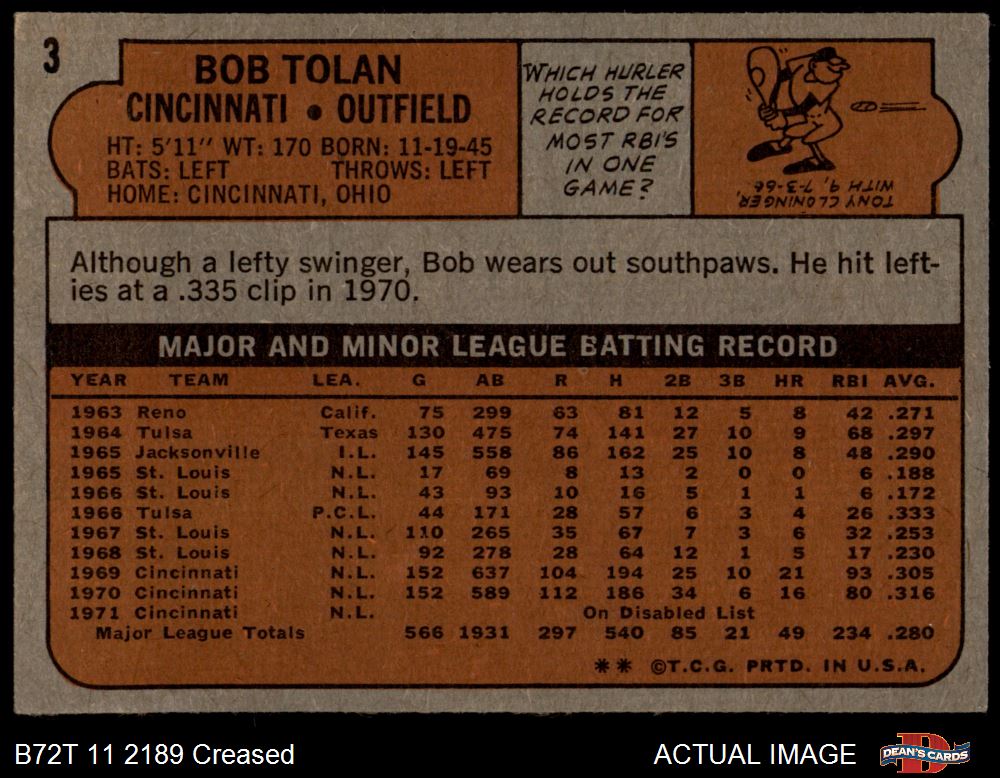 3
BOB TOLAN
CINCINNATI • OUTFIELD
HT: 5'11" WT: 170 BORN: 11-19-45
BATS: LEFT THROWS: LEFT
HOME: CINCINNATI, OHIO
WHICH HURLER
HOLDS THE
RECORD FOR
MOST RBI'S
IN ONE
GAME?
TONY CLONINGER,
WITH 9, 7-3-66.
Although a lefty swinger, Bob wears out southpaws. He hit left-
ies at a .335 clip in 1970.
MAJOR AND MINOR LEAGUE BATTING RECORD
YEAR TEAM LEA. G AB R H 2B 3B HR RBI AVG.
1963 Reno Calif. 75 299 63 81 12 5 8 42 .271
1964 Tulsa Texas 130 475 74 141 27 10 9 68 .297
1965 Jacksonville I.L. 145 558 86 162 25 10 8 48 .290
1965 St. Louis N.L. 17 69 8 13 2 0 0 6 .188
1966 St. Louis N.L. 43 93 10 16 5 1 1 6 .172
1966 Tulsa P.C.L. 44 171 28 57 6 3 4 26 .333
1967 St. Louis N.L. 110 265 35 67 7 3 6 32 .253
1968 St. Louis N.L. 92 278 28 64 12 1 5 17 .230
1969 Cincinnati N.L. 152 637 104 194 25 10 21 93 .305
1970 Cincinnati N.L. 152 589 112 186 34 6 16 80 .316
1971 Cincinnati N.L. On Disabled List
Major League Totals 566 1931 297 540 85 21 49 234 .280
** ©T.C.G. PRTD. IN U.S.A.
B72T 11 2189 Creased
ACTUAL IMAGE
DEAN'S CARDS